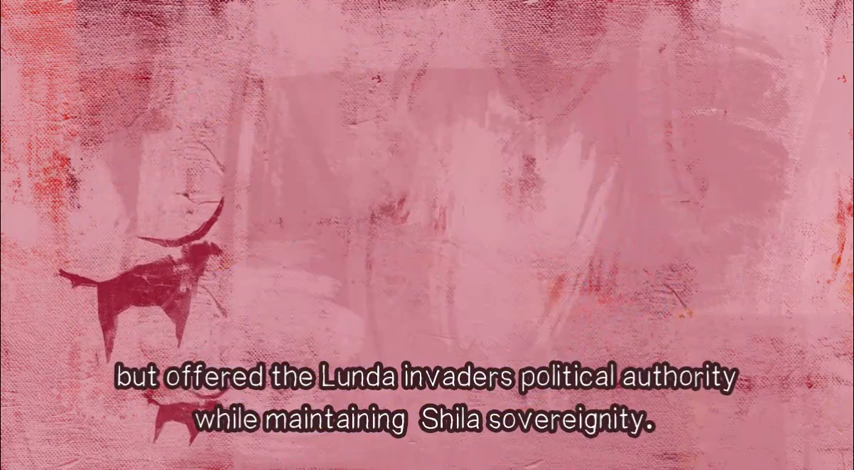 but offered the Lunda invaders political authority
while maintaining Shila sovereignity.